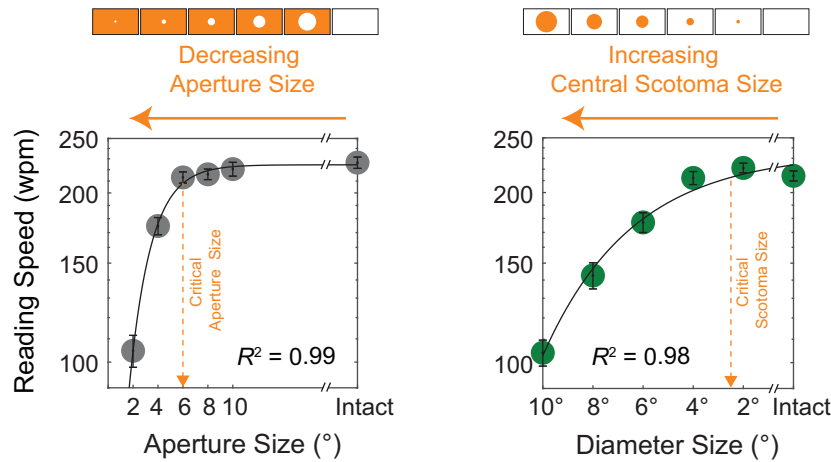 Decreasing
Aperture Size
250
200
150
100
Reading Speed (wpm)
Critical
Aperture Size
R² = 0.99
2 4 6 8 10 Intact
Aperture Size (°)
Increasing
Central Scotoma Size
250
200
150
100
Critical
Scotoma Size
R² = 0.98
10° 8° 6° 4° 2° Intact
Diameter Size (°)